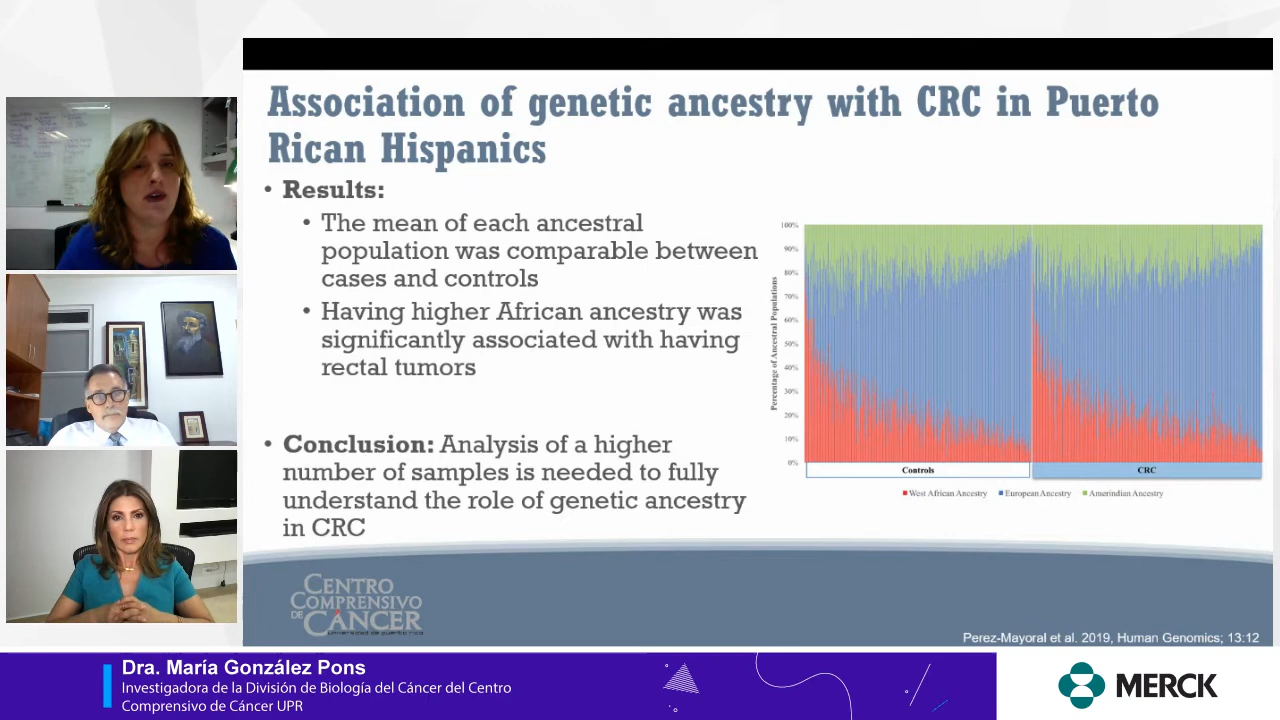 Association of genetic ancestry with CRC in Puerto
Rican Hispanics
• Results:
• The mean of each ancestral
population was comparable between
cases and controls
• Having higher African ancestry was
significantly associated with having
rectal tumors
• Conclusion: Analysis of a higher
number of samples is needed to fully
understand the role of genetic ancestry
in CRC
Percentage of Ancestral Populations
100%
90%
80%
70%
60%
50%
40%
30%
20%
10%
0%
Controls
CRC
West African Ancestry
European Ancestry
Amerindian Ancestry
CENTRO
COMPRENSIVO
DE CÁNCER
Universidad de puerto rico
Perez-Mayoral et al. 2019, Human Genomics; 13:12
Dra. María González Pons
Investigadora de la División de Biología del Cáncer del Centro
Comprensivo de Cáncer UPR
MERCK